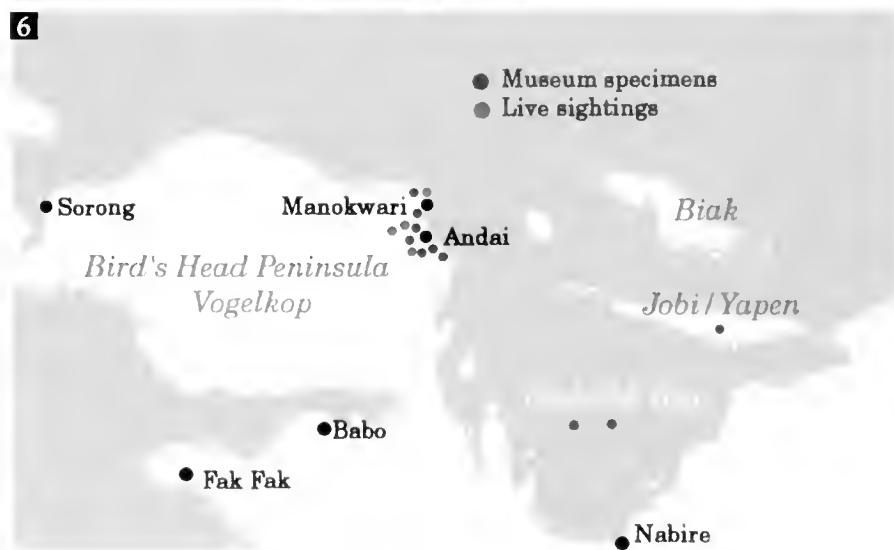 6
Museum specimens
Live sightings
Sorong
Manokwari
Andai
Biak
Bird's Head Peninsula
Vogelkop
Jobi / Yapen
Babo
Fak Fak
Nabire